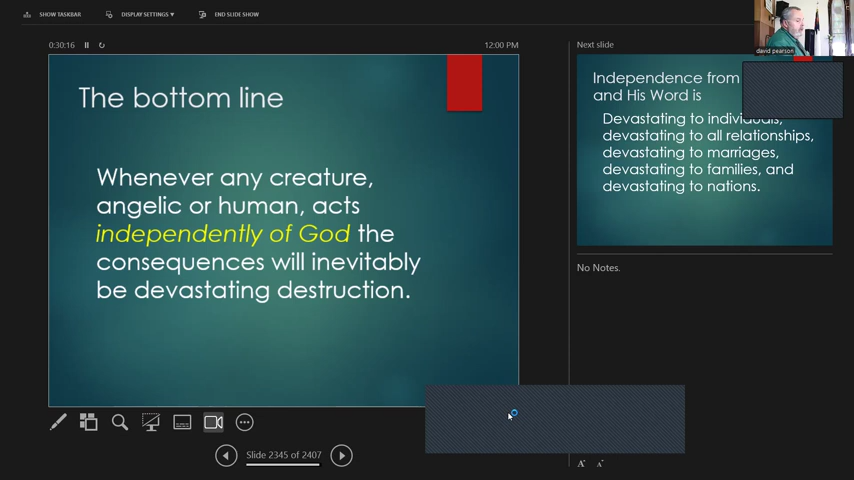 SHOW TASKBAR DISPLAY SETTINGS ▼ END SLIDE SHOW
0:30:16 12:00 PM
The bottom line
Whenever any creature,
angelic or human, acts
independently of God the
consequences will inevitably
be devastating destruction.
Slide 2345 of 2407
Next slide
Independence from
and His Word is
Devastating to individuals,
devastating to all relationships,
devastating to marriages,
devastating to families, and
devastating to nations.
No Notes.
A A
david pearson